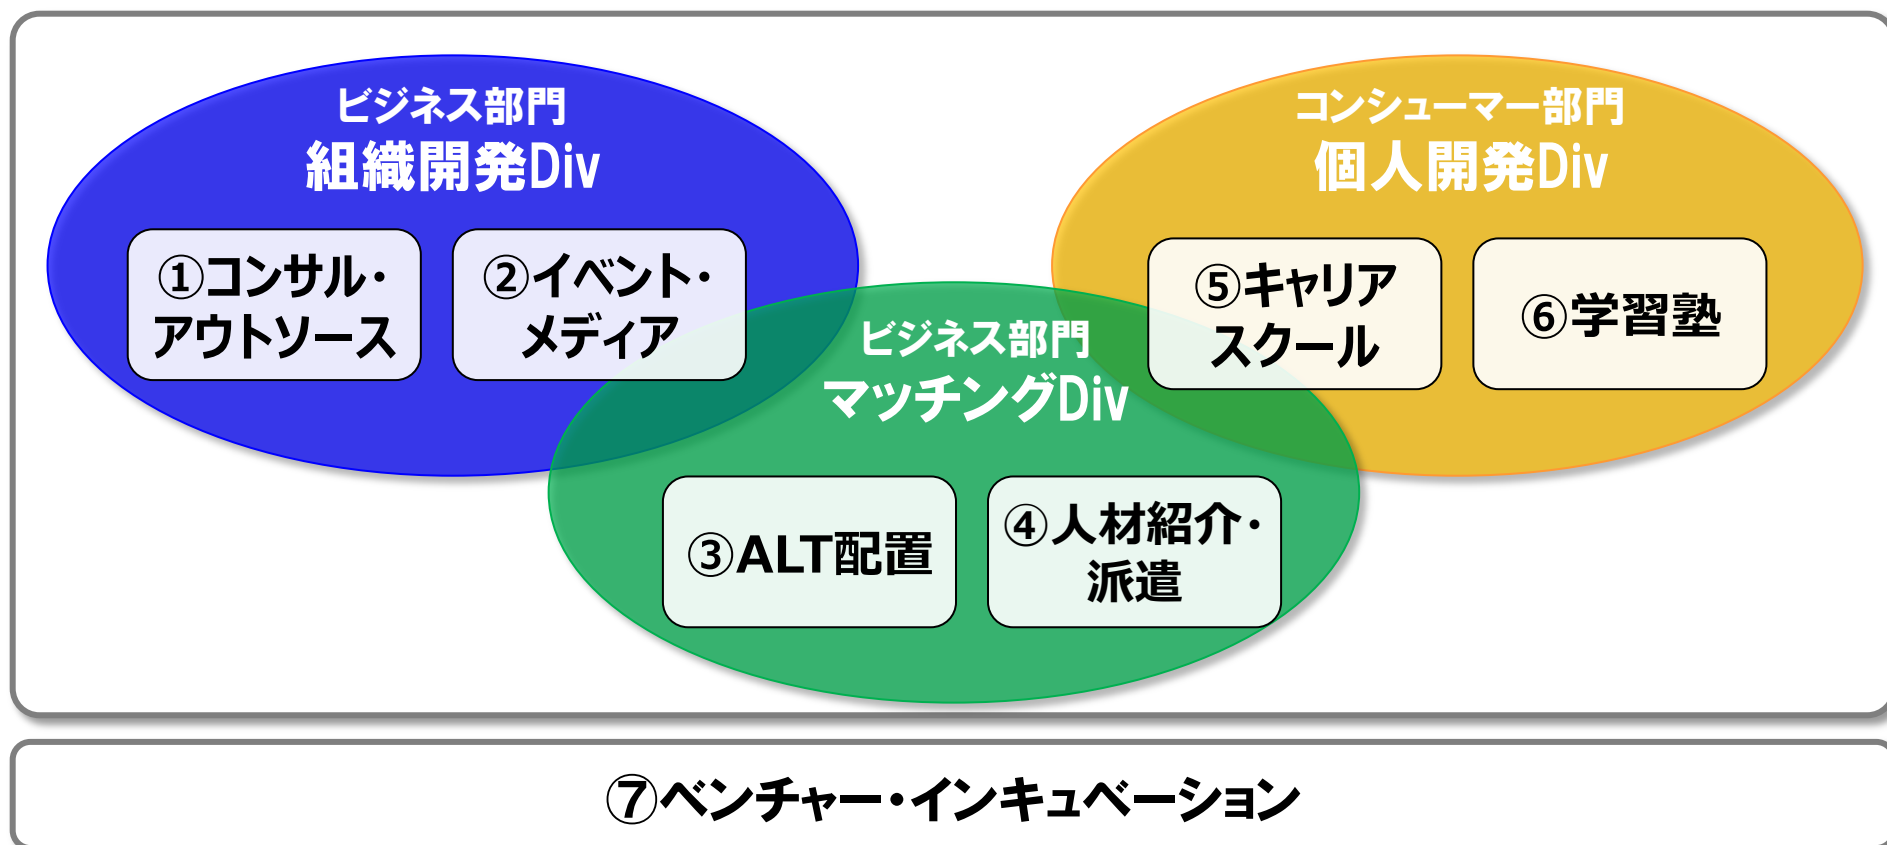 ビジネス部門
組織開発Div
①コンサル・
アウトソース
②イベント・
メディア
ビジネス部門
マッチングDiv
③ALT配置
④人材紹介・
派遣
コンシューマー部門
個人開発Div
⑤キャリア
スクール
⑥学習塾
⑦ベンチャー・インキュベーション